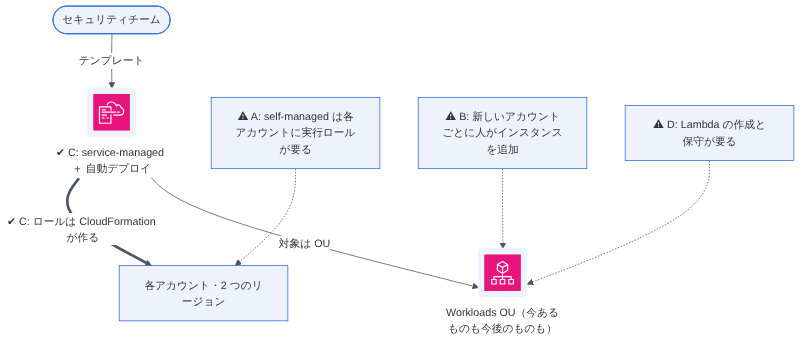 セキュリティチーム
テンプレート
✔ C: service-managed
＋ 自動デプロイ
⚠ A: self-managed は各
アカウントに実行ロール
が要る
⚠ B: 新しいアカウント
ごとに人がインスタンス
を追加
⚠ D: Lambda の作成と
保守が要る
✔ C: ロールは CloudFormation
が作る
対象は OU
各アカウント・2 つのリ
ージョン
Workloads OU（今ある
ものも今後のものも）